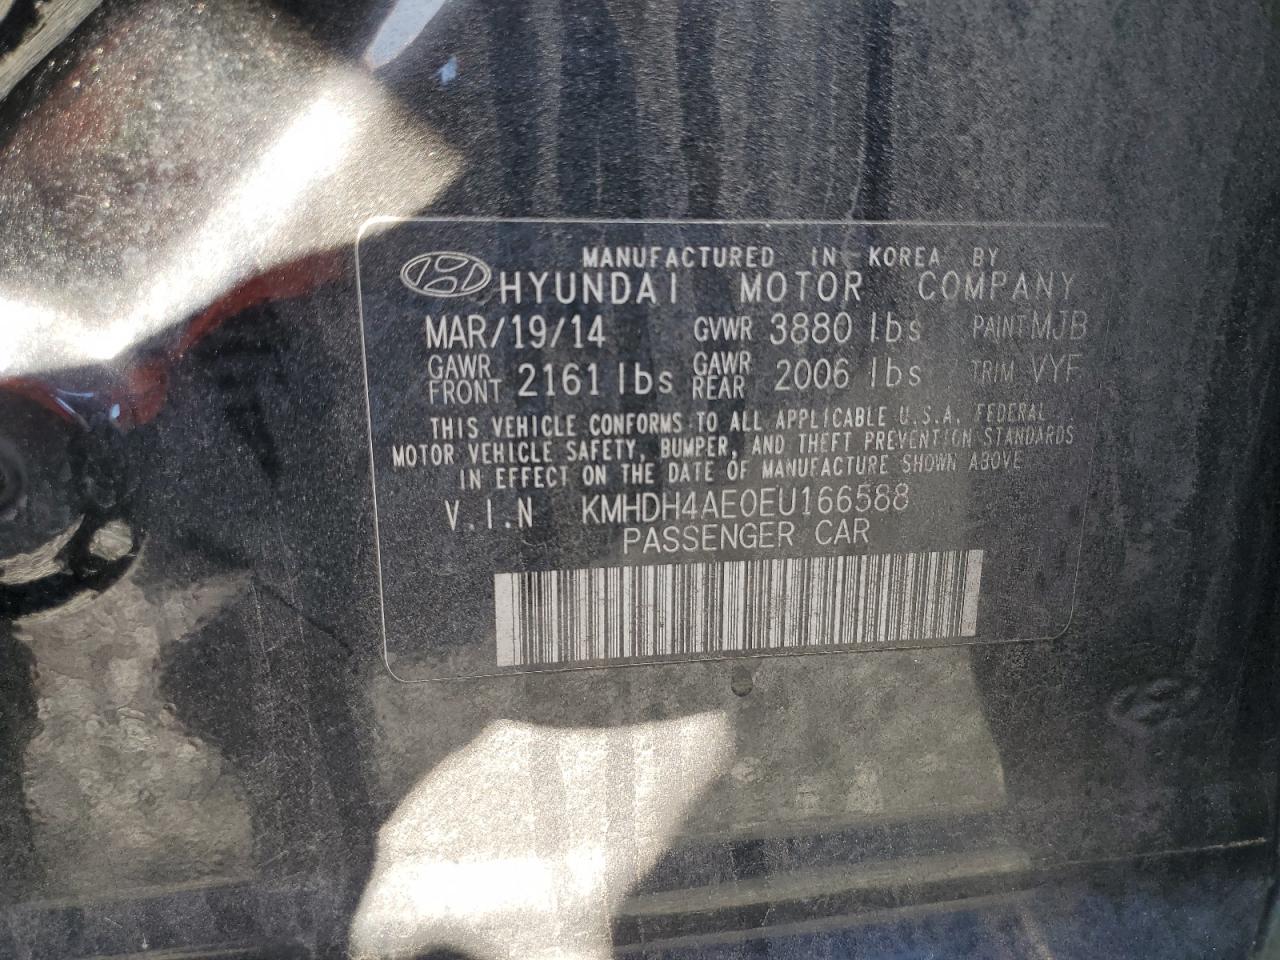 MANUFACTURED IN KOREA BY
HYUNDAI MOTOR COMPANY
MAR/19/14 GVWR 3880 lbs PAINT MJB
GAWR FRONT 2161 lbs GAWR REAR 2006 lbs TRIM VYF
THIS VEHICLE CONFORMS TO ALL APPLICABLE U.S.A. FEDERAL
MOTOR VEHICLE SAFETY, BUMPER, AND THEFT PREVENTION STANDARDS
IN EFFECT ON THE DATE OF MANUFACTURE SHOWN ABOVE
V.I.N KMHDH4AE0EU166588
PASSENGER CAR